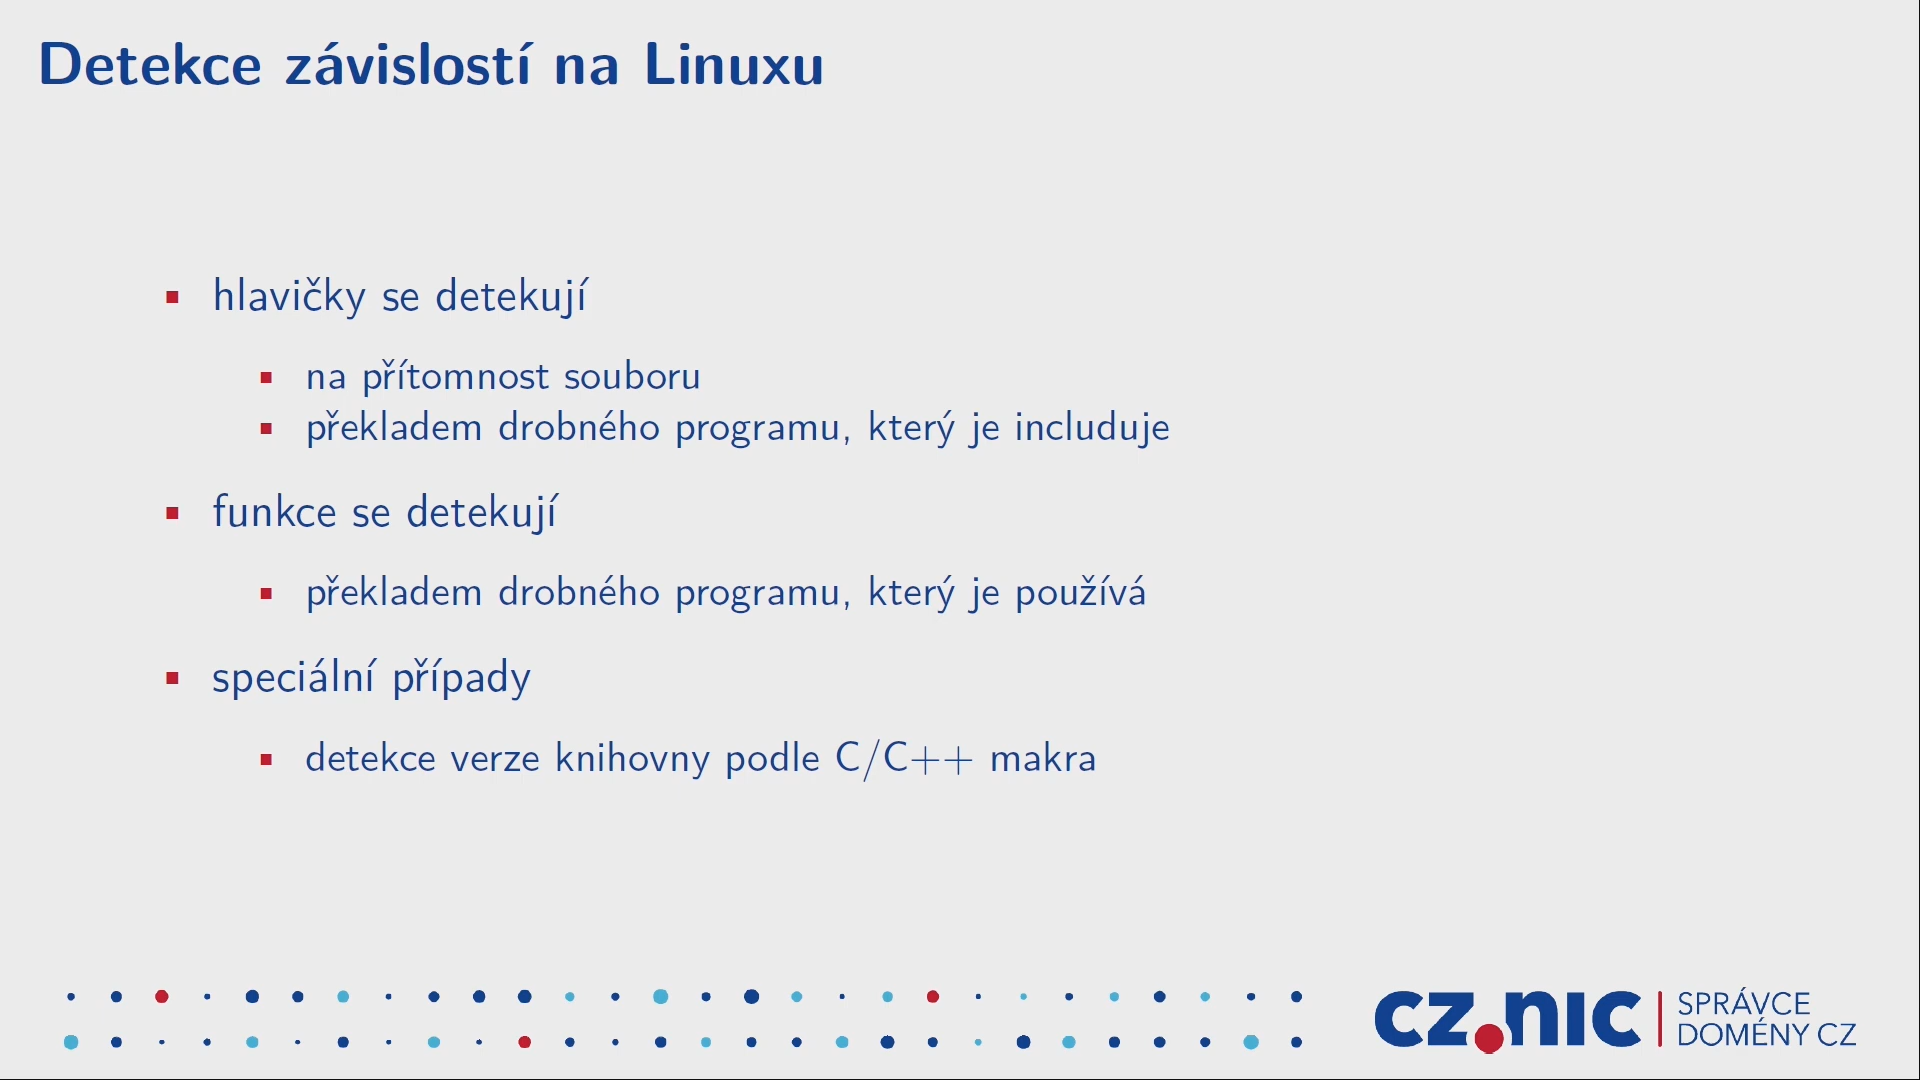 Detekce závislostí na Linuxu
hlavičky se detekují
na přítomnost souboru
překladem drobného programu, který je includuje
funkce se detekují
překladem drobného programu, který je používá
speciální případy
detekce verze knihovny podle C/C++ makra
cz.nic
SPRÁVCE
DOMÉNY CZ